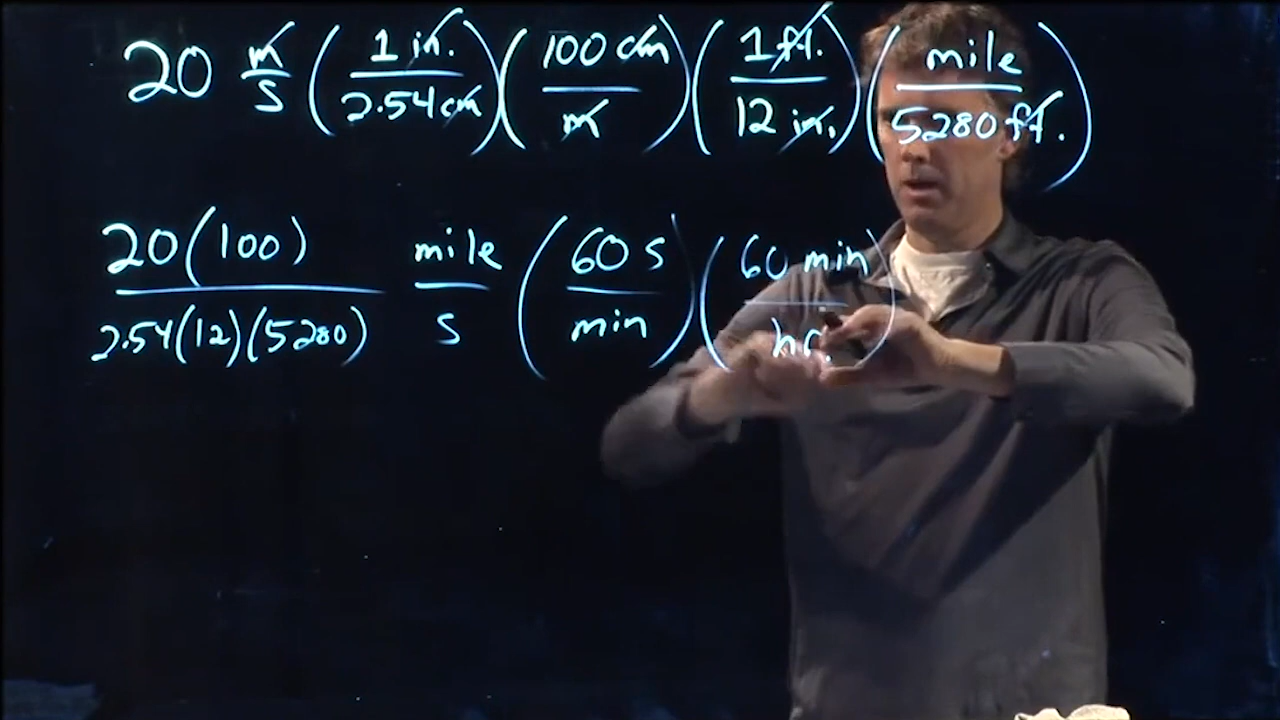 20 m/s (1 in./2.54 cm)(100 cm/m)(1 ft./12 in.)(mile/5280 ft.)
20(100)/2.54(12)(5280) mile/s (60 s/min)(60 min/hr.)